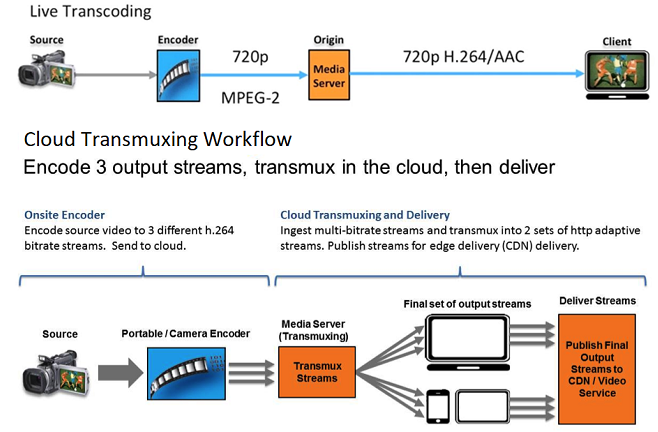 Live Transcoding
Source
Encoder
Origin
Client
720p
MPEG-2
Media
Server
720p H.264/AAC
Cloud Transmuxing Workflow
Encode 3 output streams, transmux in the cloud, then deliver
Onsite Encoder
Encode source video to 3 different h.264
bitrate streams.  Send to cloud.
Cloud Transmuxing and Delivery
Ingest multi-bitrate streams and transmux into 2 sets of http adaptive
streams. Publish streams for edge delivery (CDN) delivery.
Source
Portable / Camera Encoder
Media Server
(Transmuxing)
Transmux
Streams
Final set of output streams
Deliver Streams
Publish Final
Output
Streams to
CDN / Video
Service